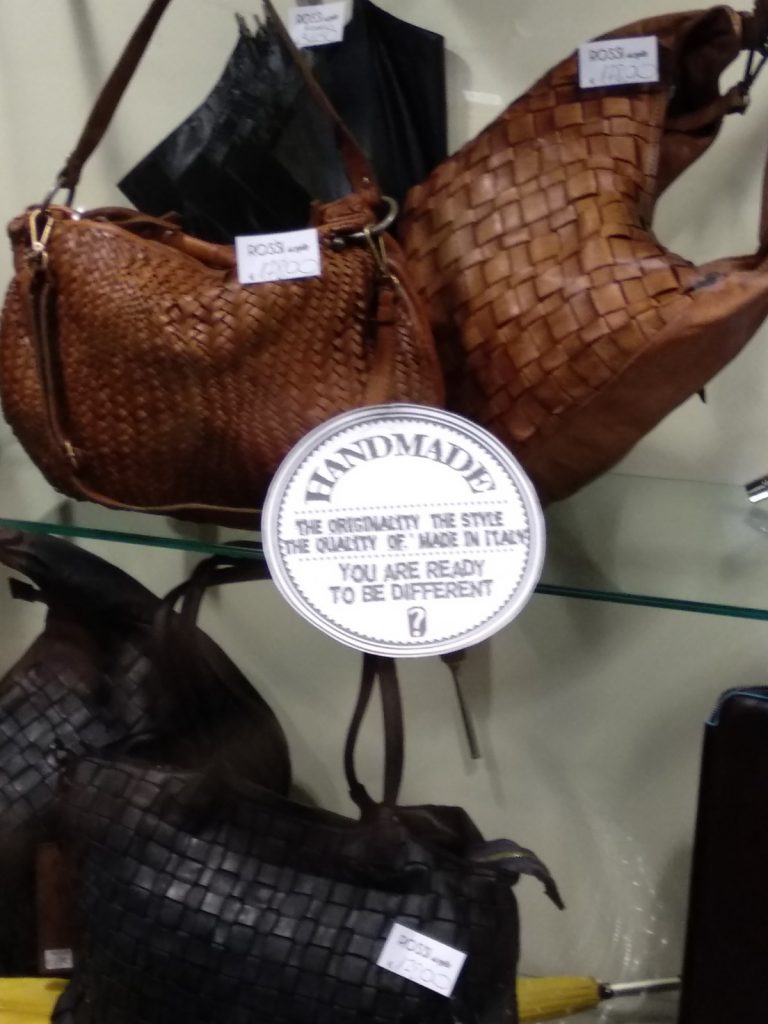 ROSSI
ROSSI
ROSSI
HANDMADE
THE ORIGINALITY THE STYLE
THE QUALITY OF. MADE IN ITALY
YOU ARE READY
TO BE DIFFERENT
?
ROSSI